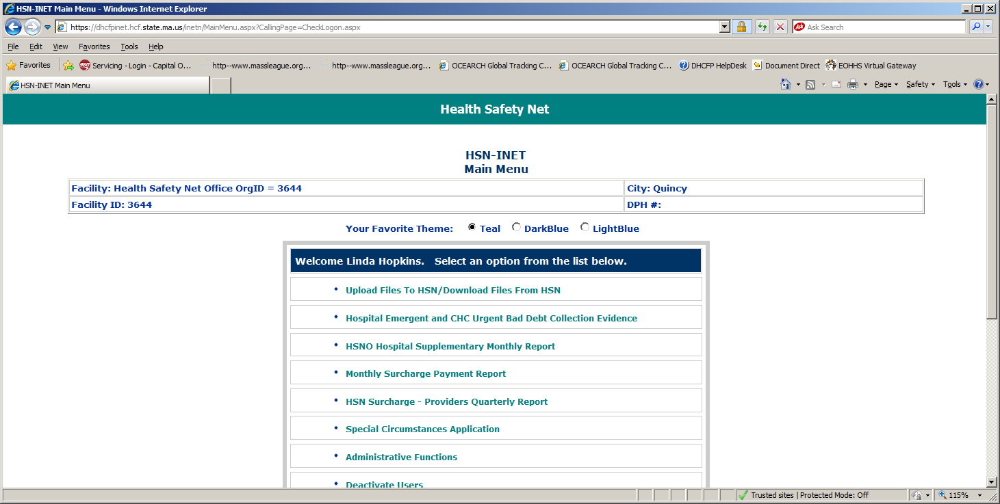 HSN-INET Main Menu - Windows Internet Explorer
https://dhcfpinet.hcf.state.ma.us/inetn/MainMenu.aspx?CallingPage=CheckLogon.aspx
Ask Ask Search
File Edit View Favorites Tools Help
Favorites 360 Servicing - Login - Capital O... http--www.massleague.org... http--www.massleague.org... OCEARCH Global Tracking C... OCEARCH Global Tracking C... DHCFP HelpDesk Document Direct EOHHS Virtual Gateway
HSN-INET Main Menu Page Safety Tools
Health Safety Net
HSN-INET
Main Menu
Facility: Health Safety Net Office OrgID = 3644 City: Quincy
Facility ID: 3644 DPH #:
Your Favorite Theme: Teal DarkBlue LightBlue
Welcome Linda Hopkins. Select an option from the list below.
• Upload Files To HSN/Download Files From HSN
• Hospital Emergent and CHC Urgent Bad Debt Collection Evidence
• HSNO Hospital Supplementary Monthly Report
• Monthly Surcharge Payment Report
• HSN Surcharge - Providers Quarterly Report
• Special Circumstances Application
• Administrative Functions
• Deactivate Users
Trusted sites | Protected Mode: Off 115%